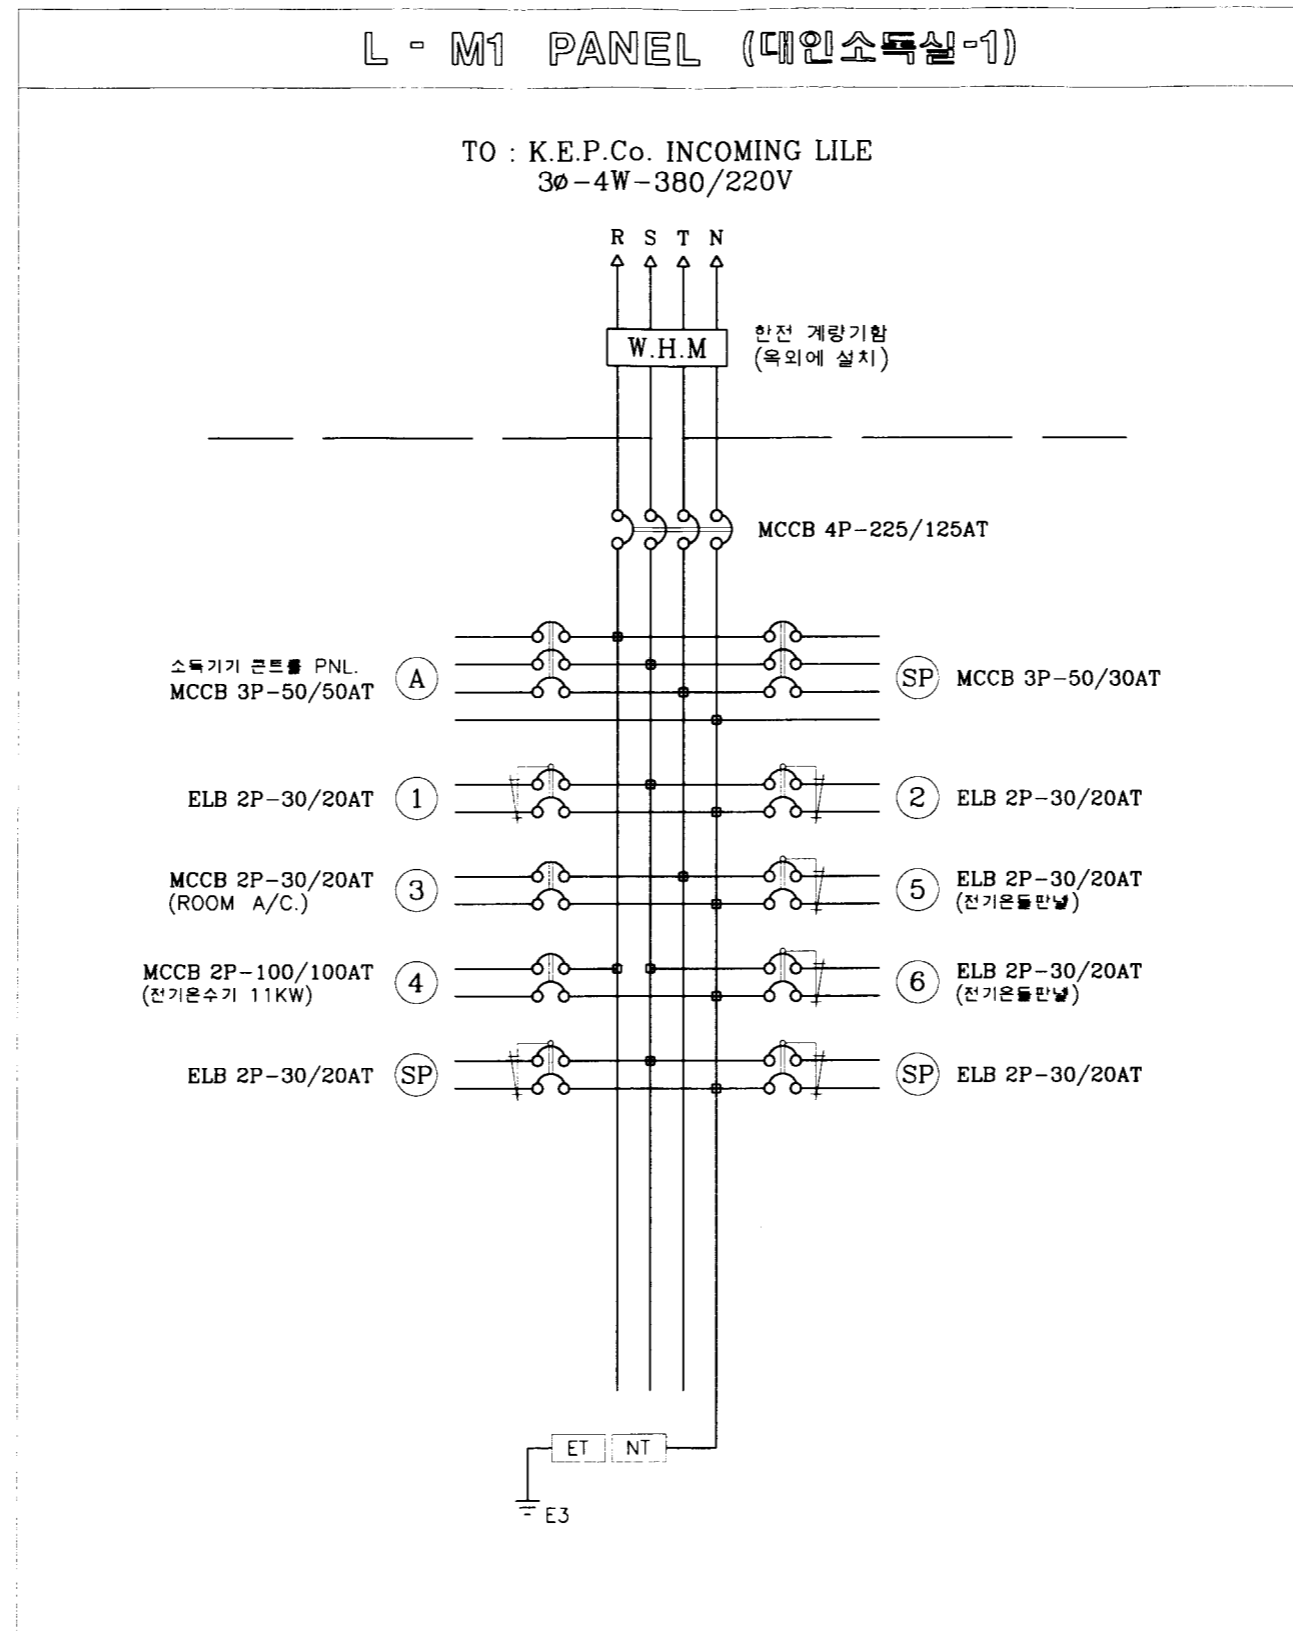 L - M1 PANEL (대인소독실-1)
TO : K.E.P.Co. INCOMING LILE
3ø-4W-380/220V
R S T N
W.H.M
한전 계량기함
(옥외에 설치)
MCCB 4P-225/125AT
소독기기 콘트롤 PNL.
MCCB 3P-50/50AT
A
SP
MCCB 3P-50/30AT
ELB 2P-30/20AT
1
2
ELB 2P-30/20AT
MCCB 2P-30/20AT
(ROOM A/C.)
3
5
ELB 2P-30/20AT
(전기온돌판넬)
MCCB 2P-100/100AT
(전기온수기 11KW)
4
6
ELB 2P-30/20AT
(전기온돌판넬)
ELB 2P-30/20AT
SP
SP
ELB 2P-30/20AT
ET NT
E3